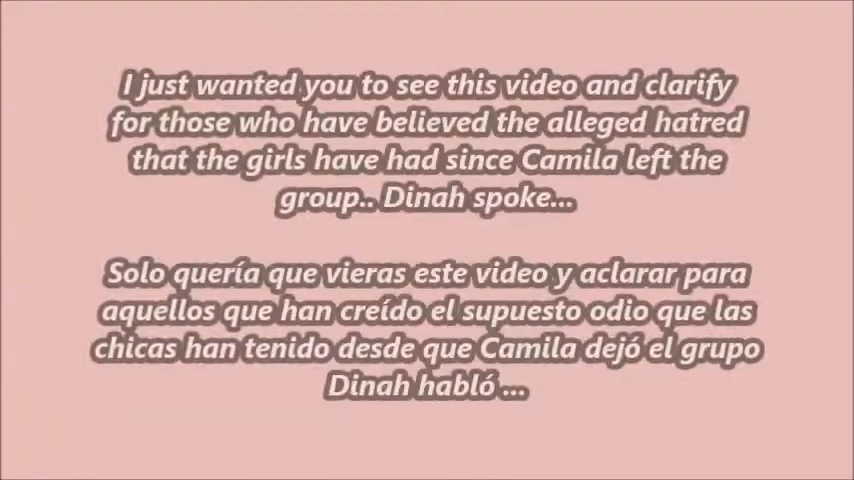 I just wanted you to see this video and clarify
for those who have believed the alleged hatred
that the girls have had since Camila left the
group.. Dinah spoke...
Solo quería que vieras este video y aclarar para
aquellos que han creído el supuesto odio que las
chicas han tenido desde que Camila dejó el grupo
Dinah habló ...